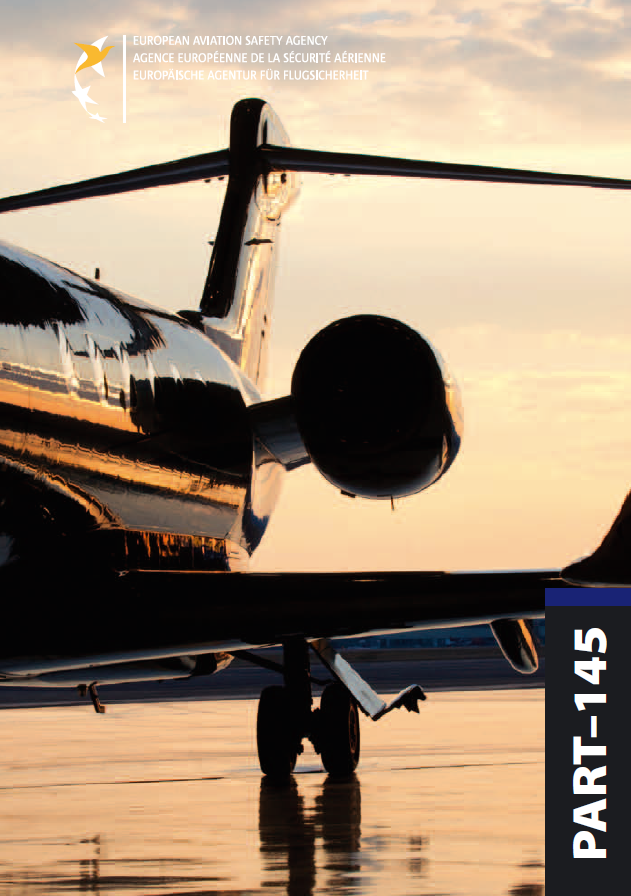 EUROPEAN AVIATION SAFETY AGENCY
AGENCE EUROPÉENNE DE LA SÉCURITÉ AÉRIENNE
EUROPÄISCHE AGENTUR FÜR FLUGSICHERHEIT
PART–145